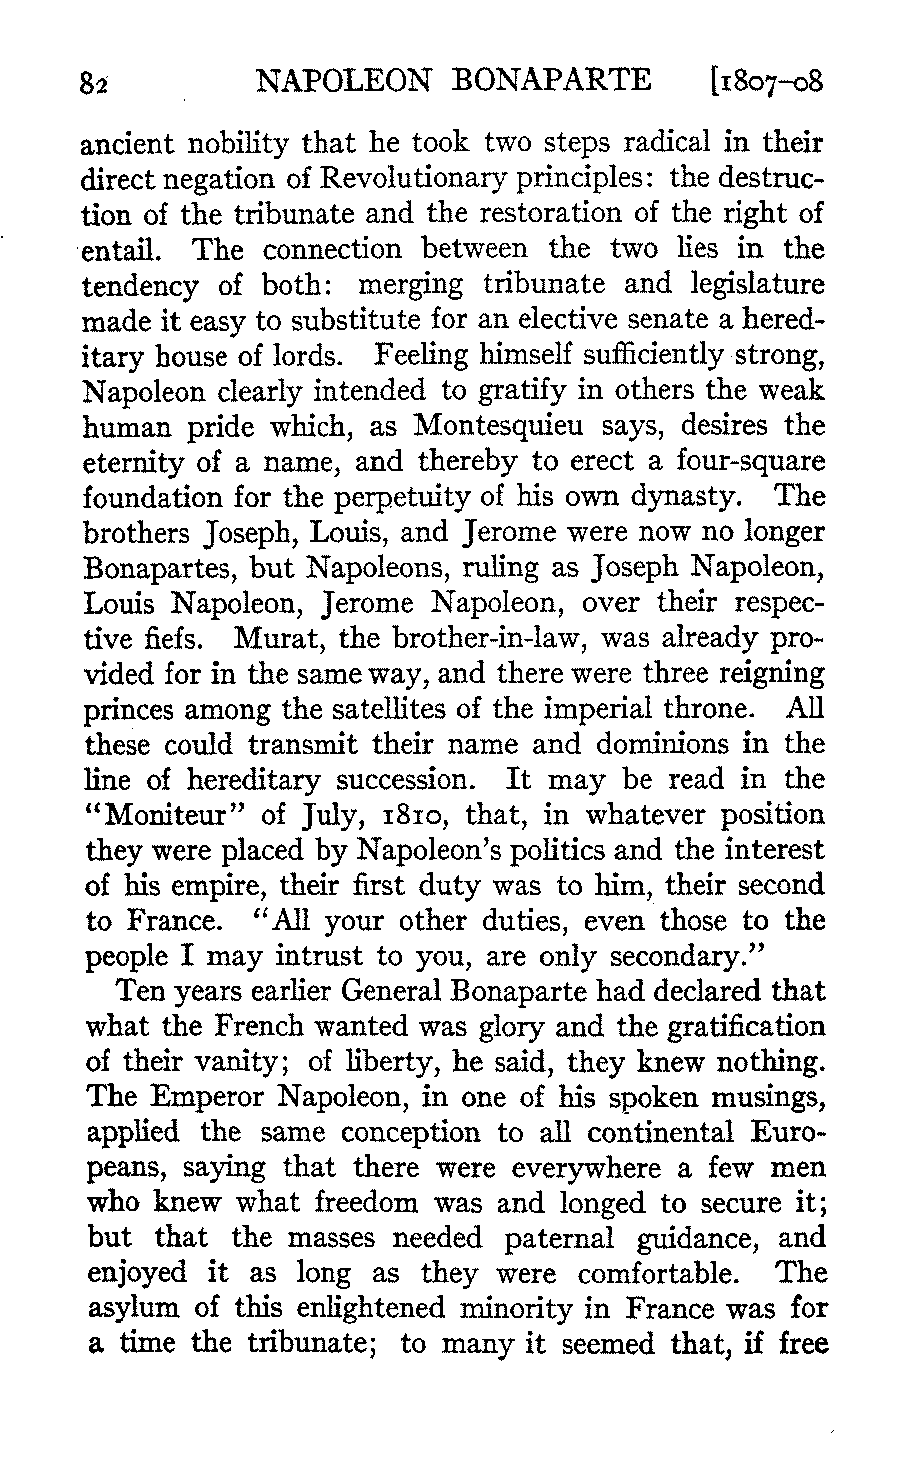 82 NAPOLEON BONAPARTE [1807–08
ancient nobility that he took two steps radical in their
direct negation of Revolutionary principles: the destruc-
tion of the tribunate and the restoration of the right of
entail. The connection between the two lies in the
tendency of both: merging tribunate and legislature
made it easy to substitute for an elective senate a hered-
itary house of lords. Feeling himself sufficiently strong,
Napoleon clearly intended to gratify in others the weak
human pride which, as Montesquieu says, desires the
eternity of a name, and thereby to erect a four-square
foundation for the perpetuity of his own dynasty. The
brothers Joseph, Louis, and Jerome were now no longer
Bonapartes, but Napoleons, ruling as Joseph Napoleon,
Louis Napoleon, Jerome Napoleon, over their respec-
tive fiefs. Murat, the brother-in-law, was already pro-
vided for in the same way, and there were three reigning
princes among the satellites of the imperial throne. All
these could transmit their name and dominions in the
line of hereditary succession. It may be read in the
“Moniteur” of July, 1810, that, in whatever position
they were placed by Napoleon's politics and the interest
of his empire, their first duty was to him, their second
to France. “All your other duties, even those to the
people I may intrust to you, are only secondary.”
Ten years earlier General Bonaparte had declared that
what the French wanted was glory and the gratification
of their vanity; of liberty, he said, they knew nothing.
The Emperor Napoleon, in one of his spoken musings,
applied the same conception to all continental Euro-
peans, saying that there were everywhere a few men
who knew what freedom was and longed to secure it;
but that the masses needed paternal guidance, and
enjoyed it as long as they were comfortable. The
asylum of this enlightened minority in France was for
a time the tribunate; to many it seemed that, if free